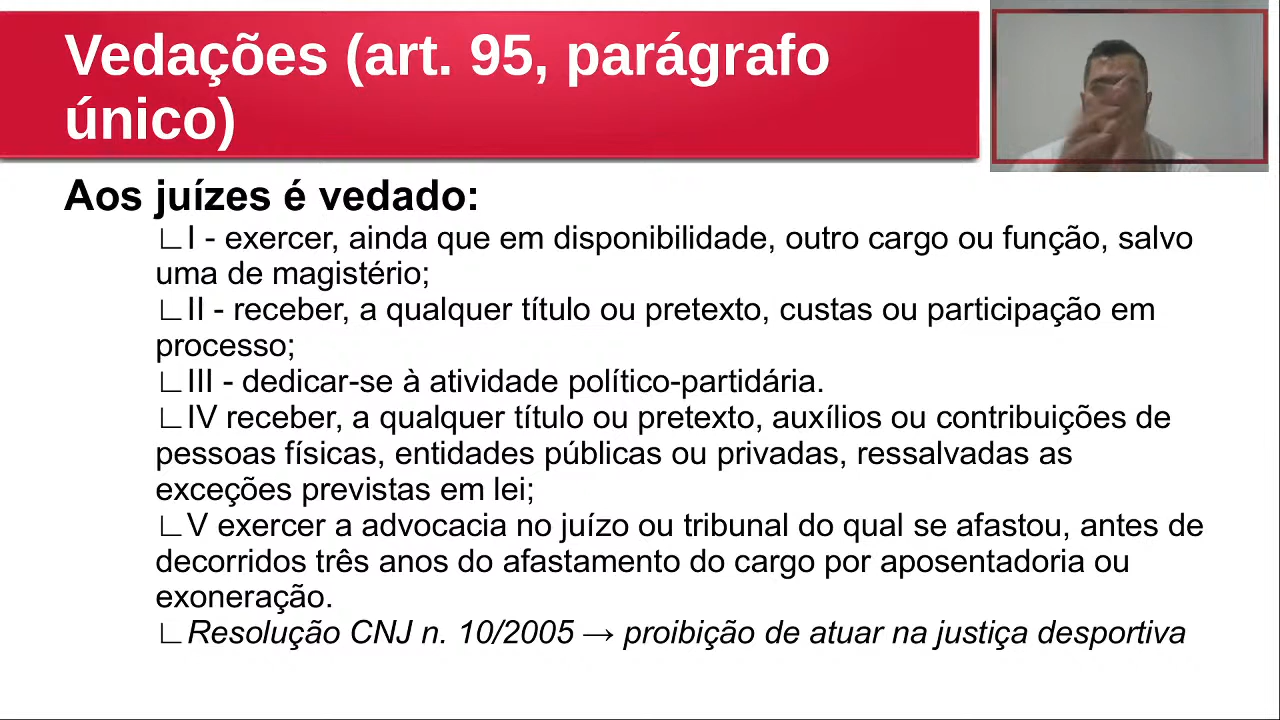 Vedações (art. 95, parágrafo
único)
Aos juízes é vedado:
∟I - exercer, ainda que em disponibilidade, outro cargo ou função, salvo
uma de magistério;
∟II - receber, a qualquer título ou pretexto, custas ou participação em
processo;
∟III - dedicar-se à atividade político-partidária.
∟IV receber, a qualquer título ou pretexto, auxílios ou contribuições de
pessoas físicas, entidades públicas ou privadas, ressalvadas as
exceções previstas em lei;
∟V exercer a advocacia no juízo ou tribunal do qual se afastou, antes de
decorridos três anos do afastamento do cargo por aposentadoria ou
exoneração.
∟Resolução CNJ n. 10/2005 → proibição de atuar na justiça desportiva